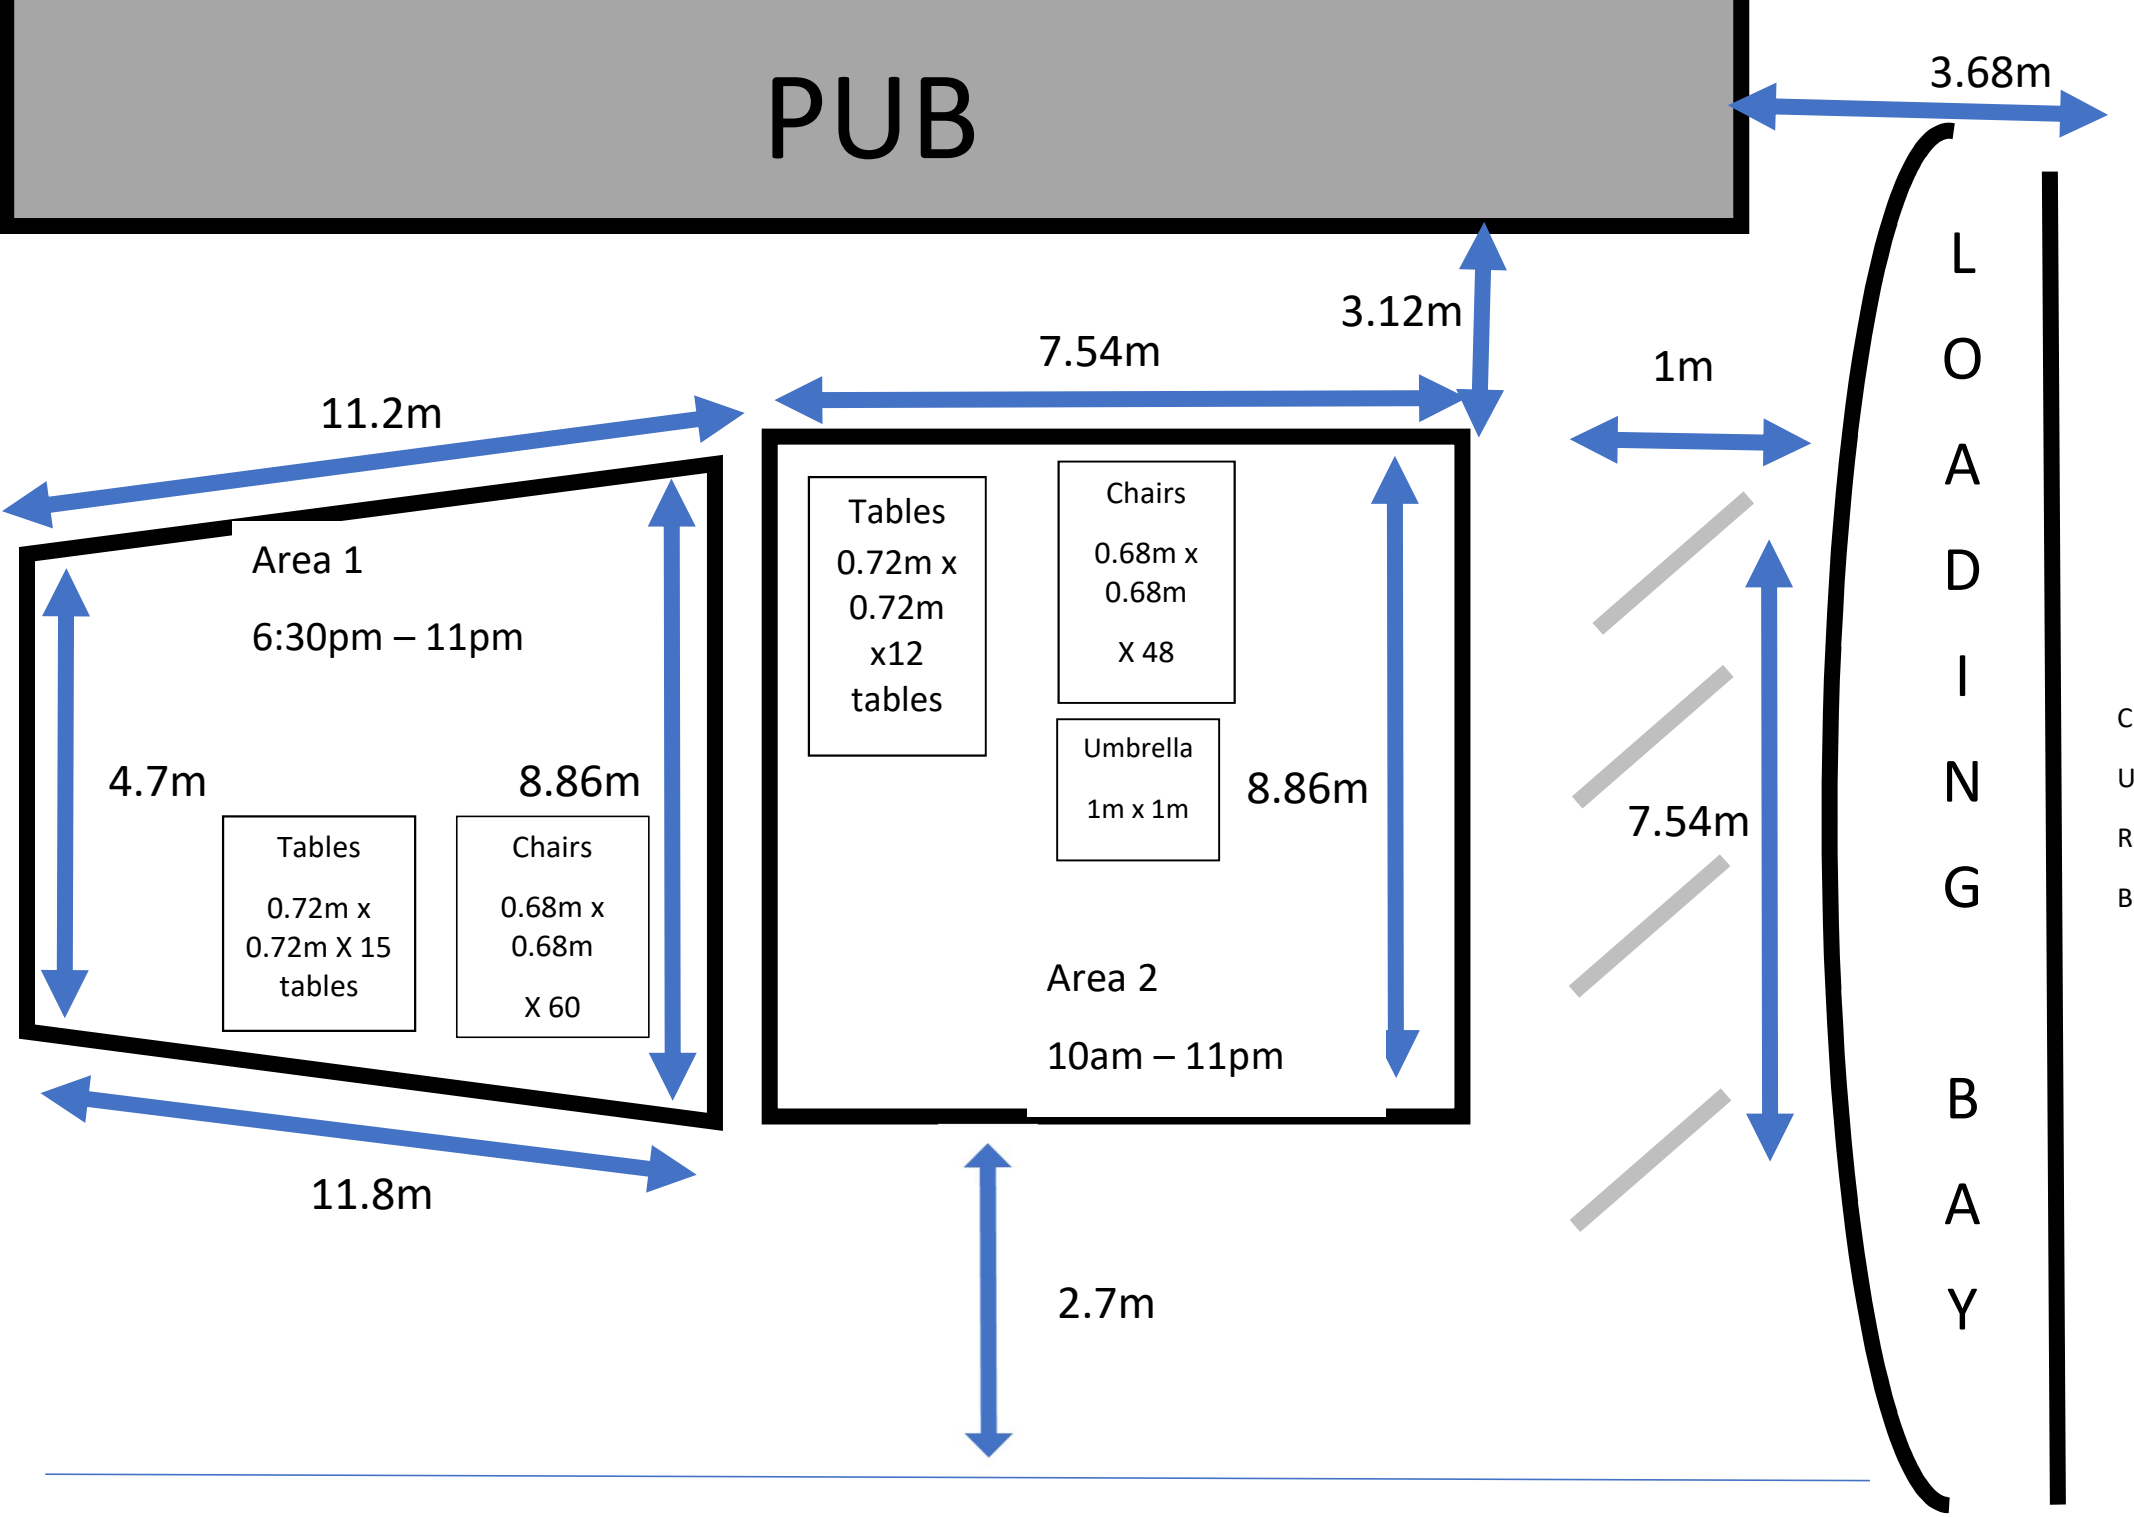 PUB
3.68m
3.12m
7.54m
1m
11.2m
Area 1
6:30pm – 11pm
4.7m
8.86m
Tables
0.72m x
0.72m X 15
tables
Chairs
0.68m x
0.68m
X 60
11.8m
Tables
0.72m x
0.72m
x12
tables
Chairs
0.68m x
0.68m
X 48
Umbrella
1m x 1m
8.86m
Area 2
10am – 11pm
2.7m
7.54m
L
O
A
D
I
N
G
B
A
Y
C
U
R
B